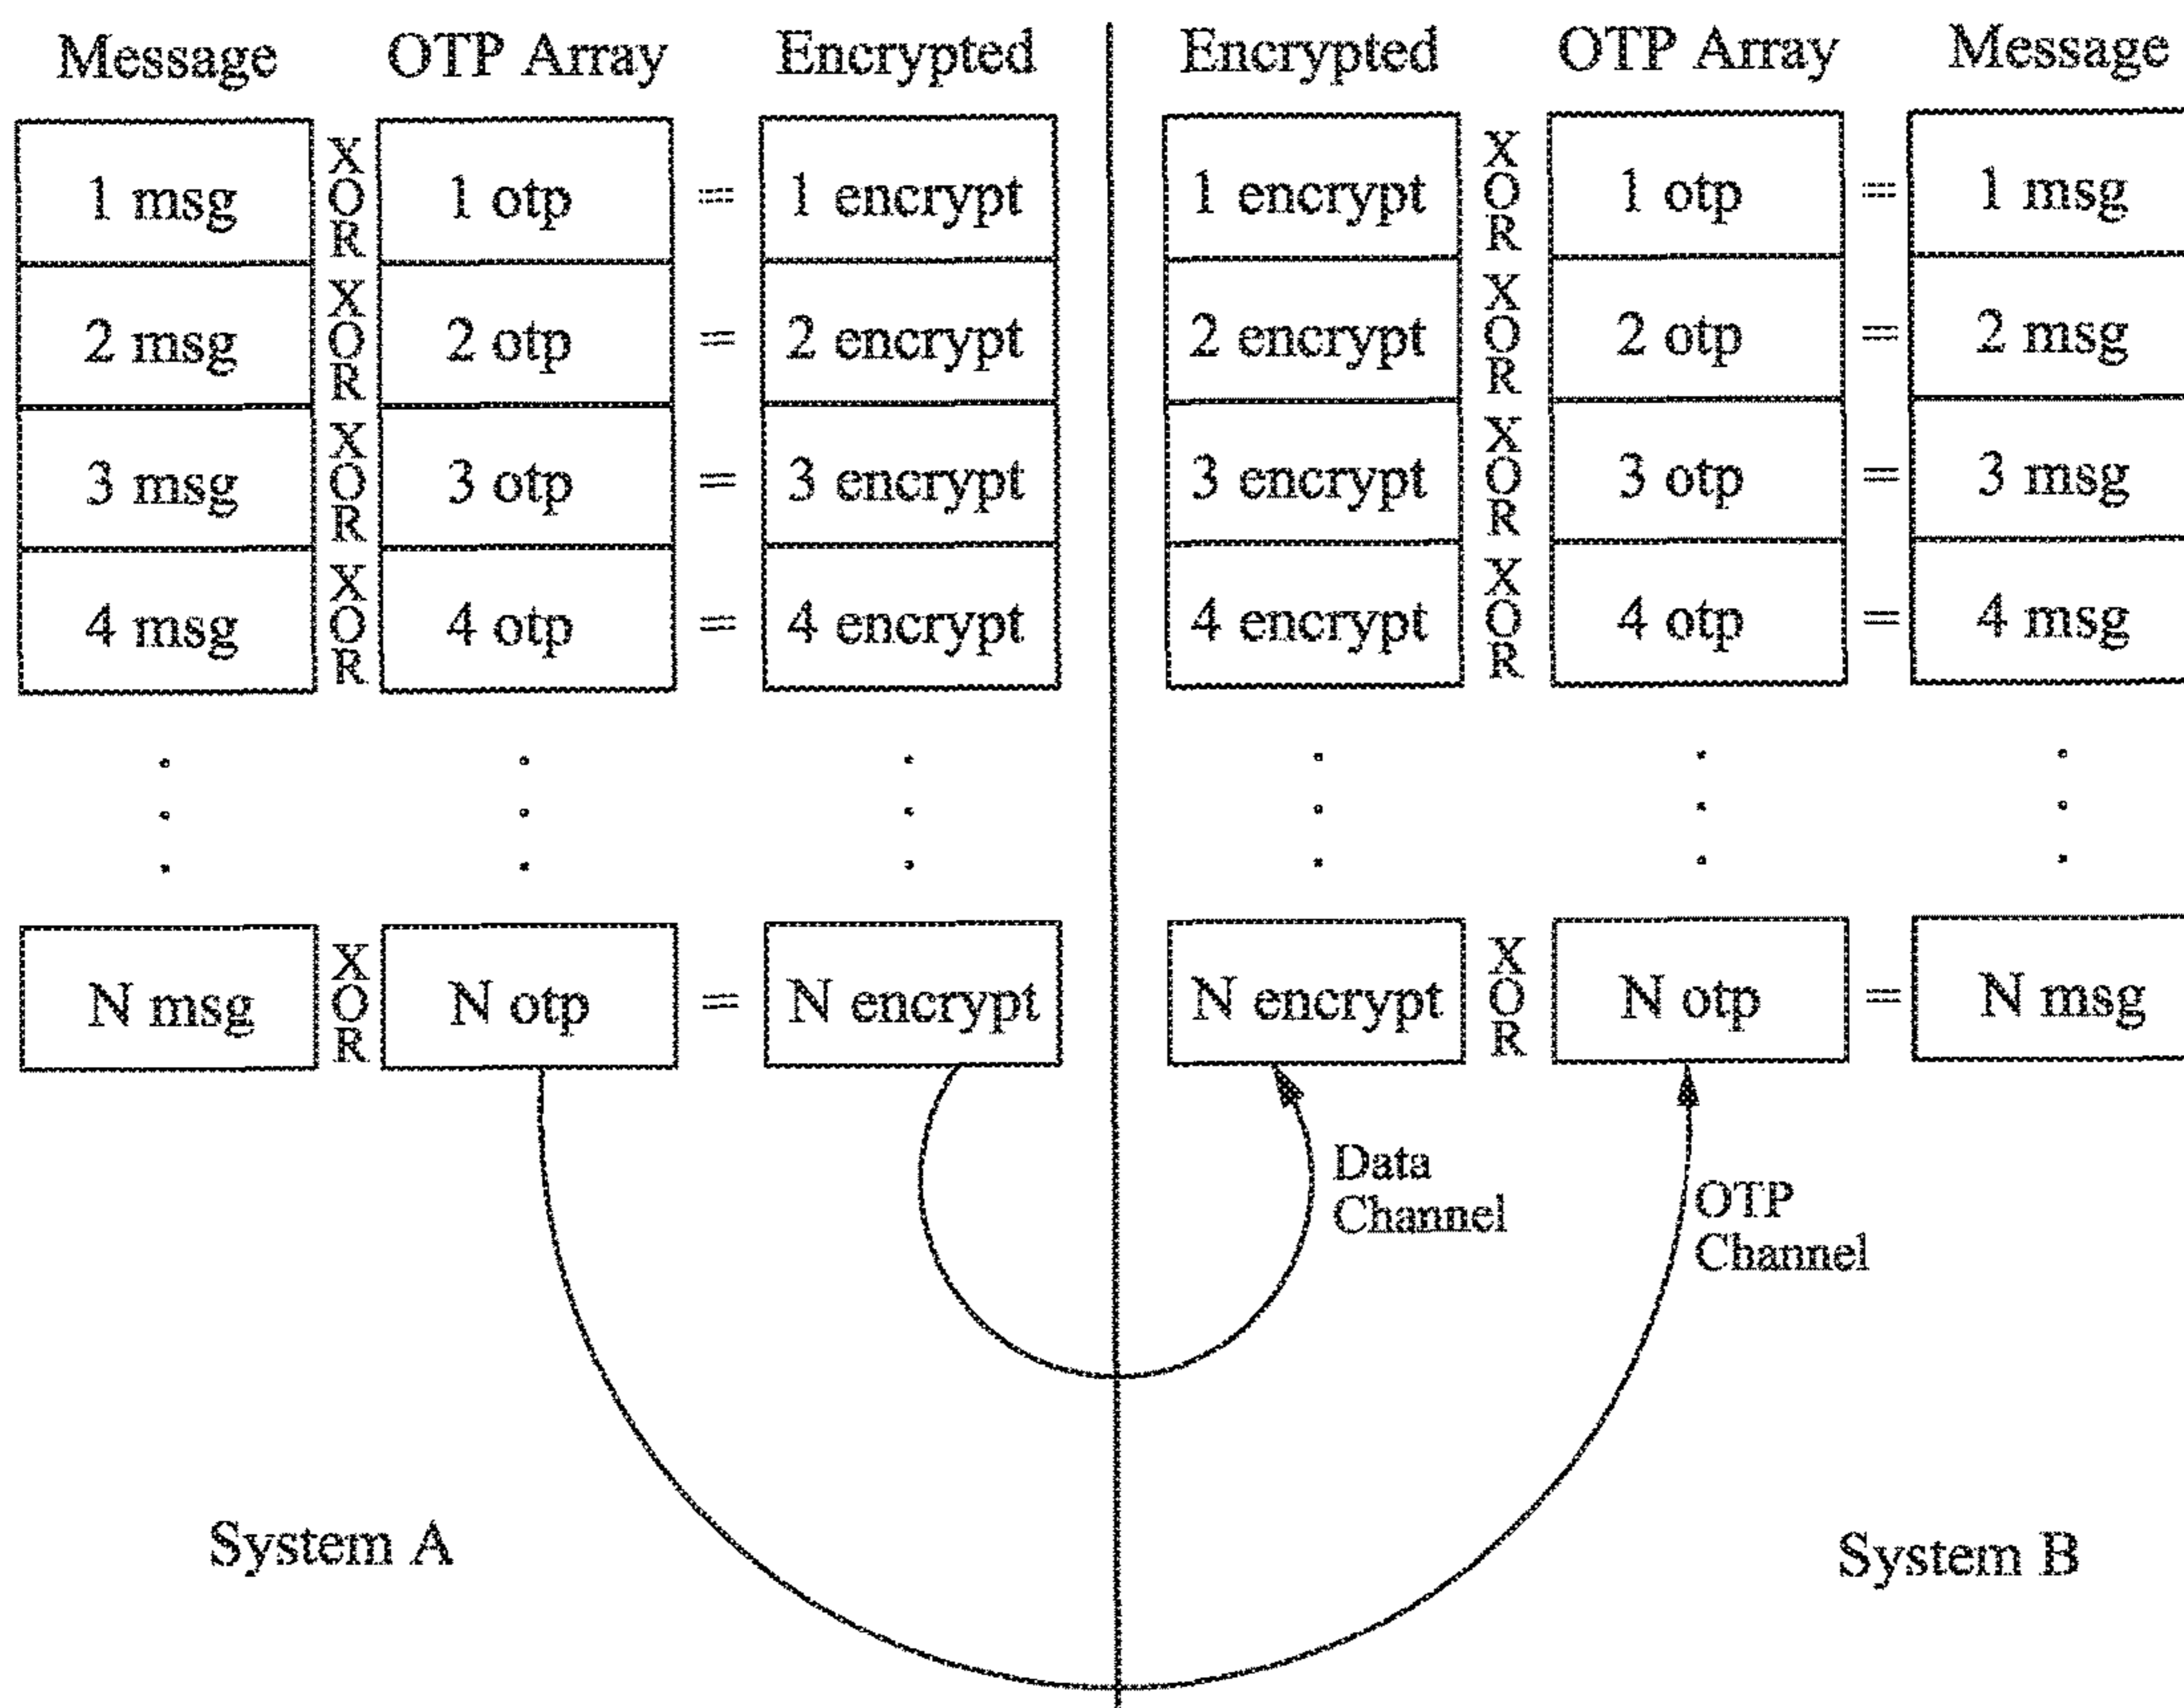 Message OTP Array Encrypted Encrypted OTP Array Message
1 msg XOR 1 otp = 1 encrypt 1 encrypt XOR 1 otp = 1 msg
2 msg XOR 2 otp = 2 encrypt 2 encrypt XOR 2 otp = 2 msg
3 msg XOR 3 otp = 3 encrypt 3 encrypt XOR 3 otp = 3 msg
4 msg XOR 4 otp = 4 encrypt 4 encrypt XOR 4 otp = 4 msg
N msg XOR N otp = N encrypt N encrypt XOR N otp = N msg
Data
Channel
OTP
Channel
System A System B